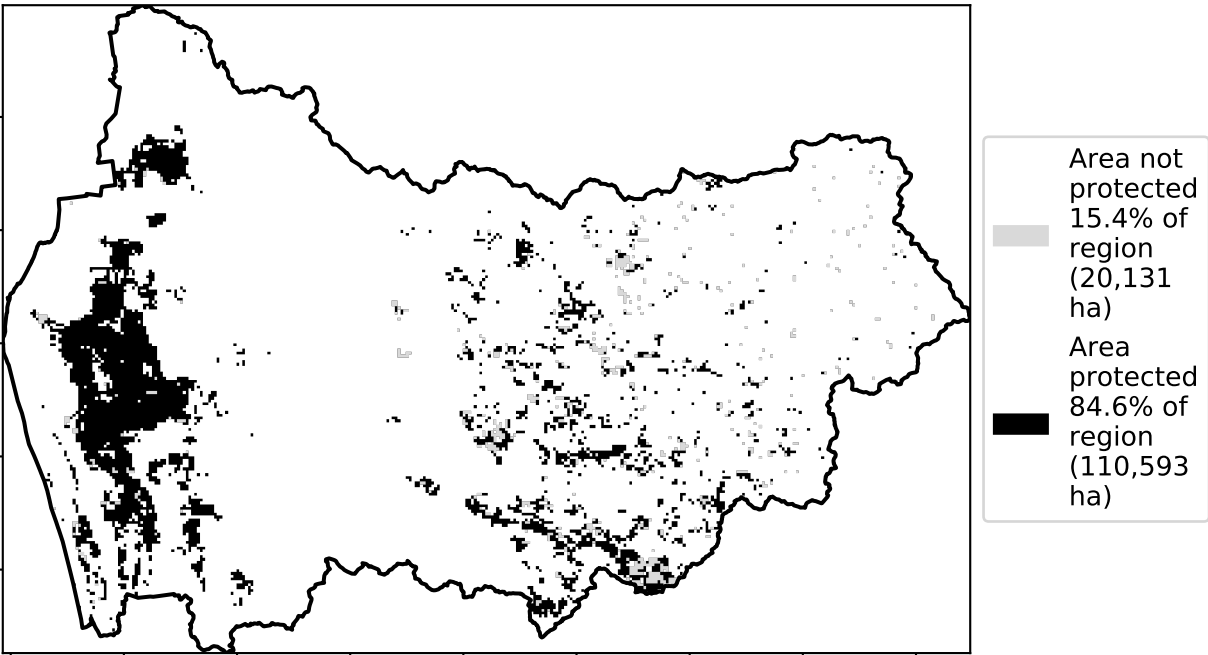 Area not
protected
15.4% of
region
(20,131
ha)
Area
protected
84.6% of
region
(110,593
ha)